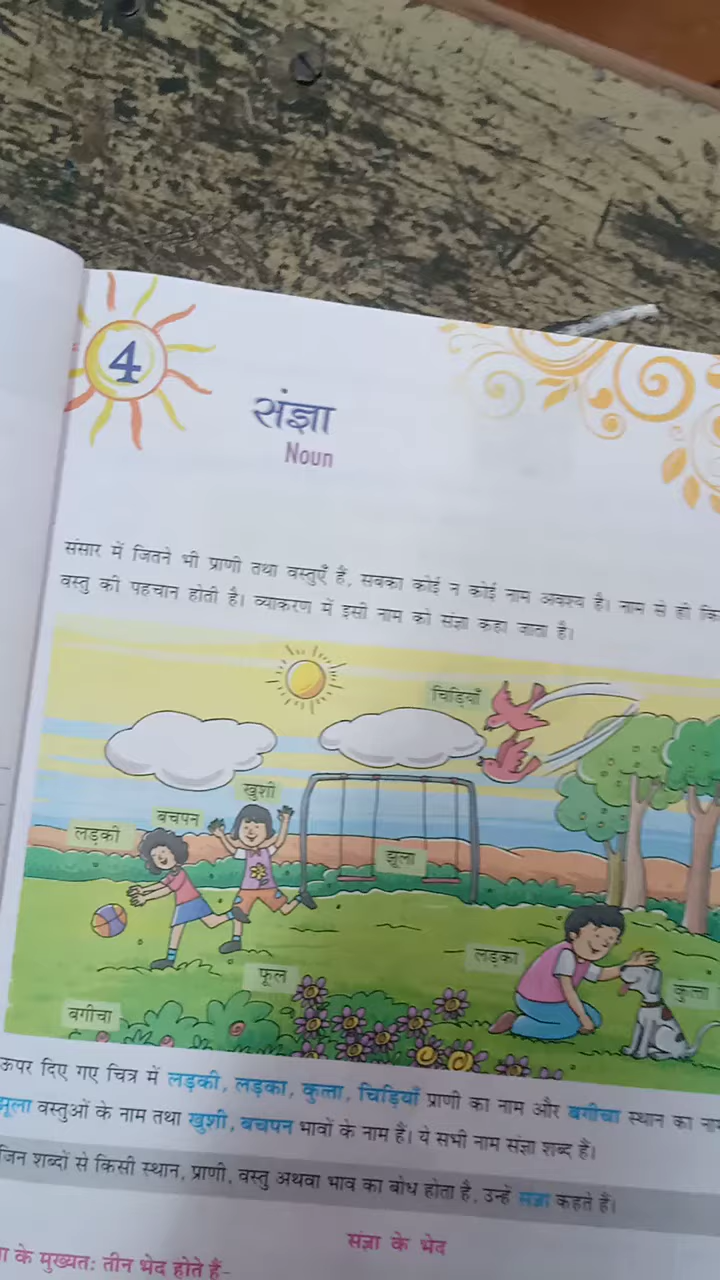 4
संज्ञा
Noun
संसार में जितने भी प्राणी तथा वस्तुएँ हैं, सबका कोई न कोई नाम अवश्य है। नाम से ही
वस्तु की पहचान होती है। व्याकरण में इसी नाम को संज्ञा कहा जाता है।
चिड़ियाँ
खुशी
बचपन
लड़की
झूला
लड़का
फूल
कुत्ता
बगीचा
ऊपर दिए गए चित्र में लड़की, लड़का, कुत्ता, चिड़ियाँ प्राणी का नाम और बगीचा स्थान का
झूला वस्तुओं के नाम तथा खुशी, बचपन भावों के नाम हैं। ये सभी नाम संज्ञा शब्द हैं।
जिन शब्दों से किसी स्थान, प्राणी, वस्तु अथवा भाव का बोध होता है, उन्हें संज्ञा कहते हैं।
संज्ञा के भेद
के मुख्यतः तीन भेद होते हैं-